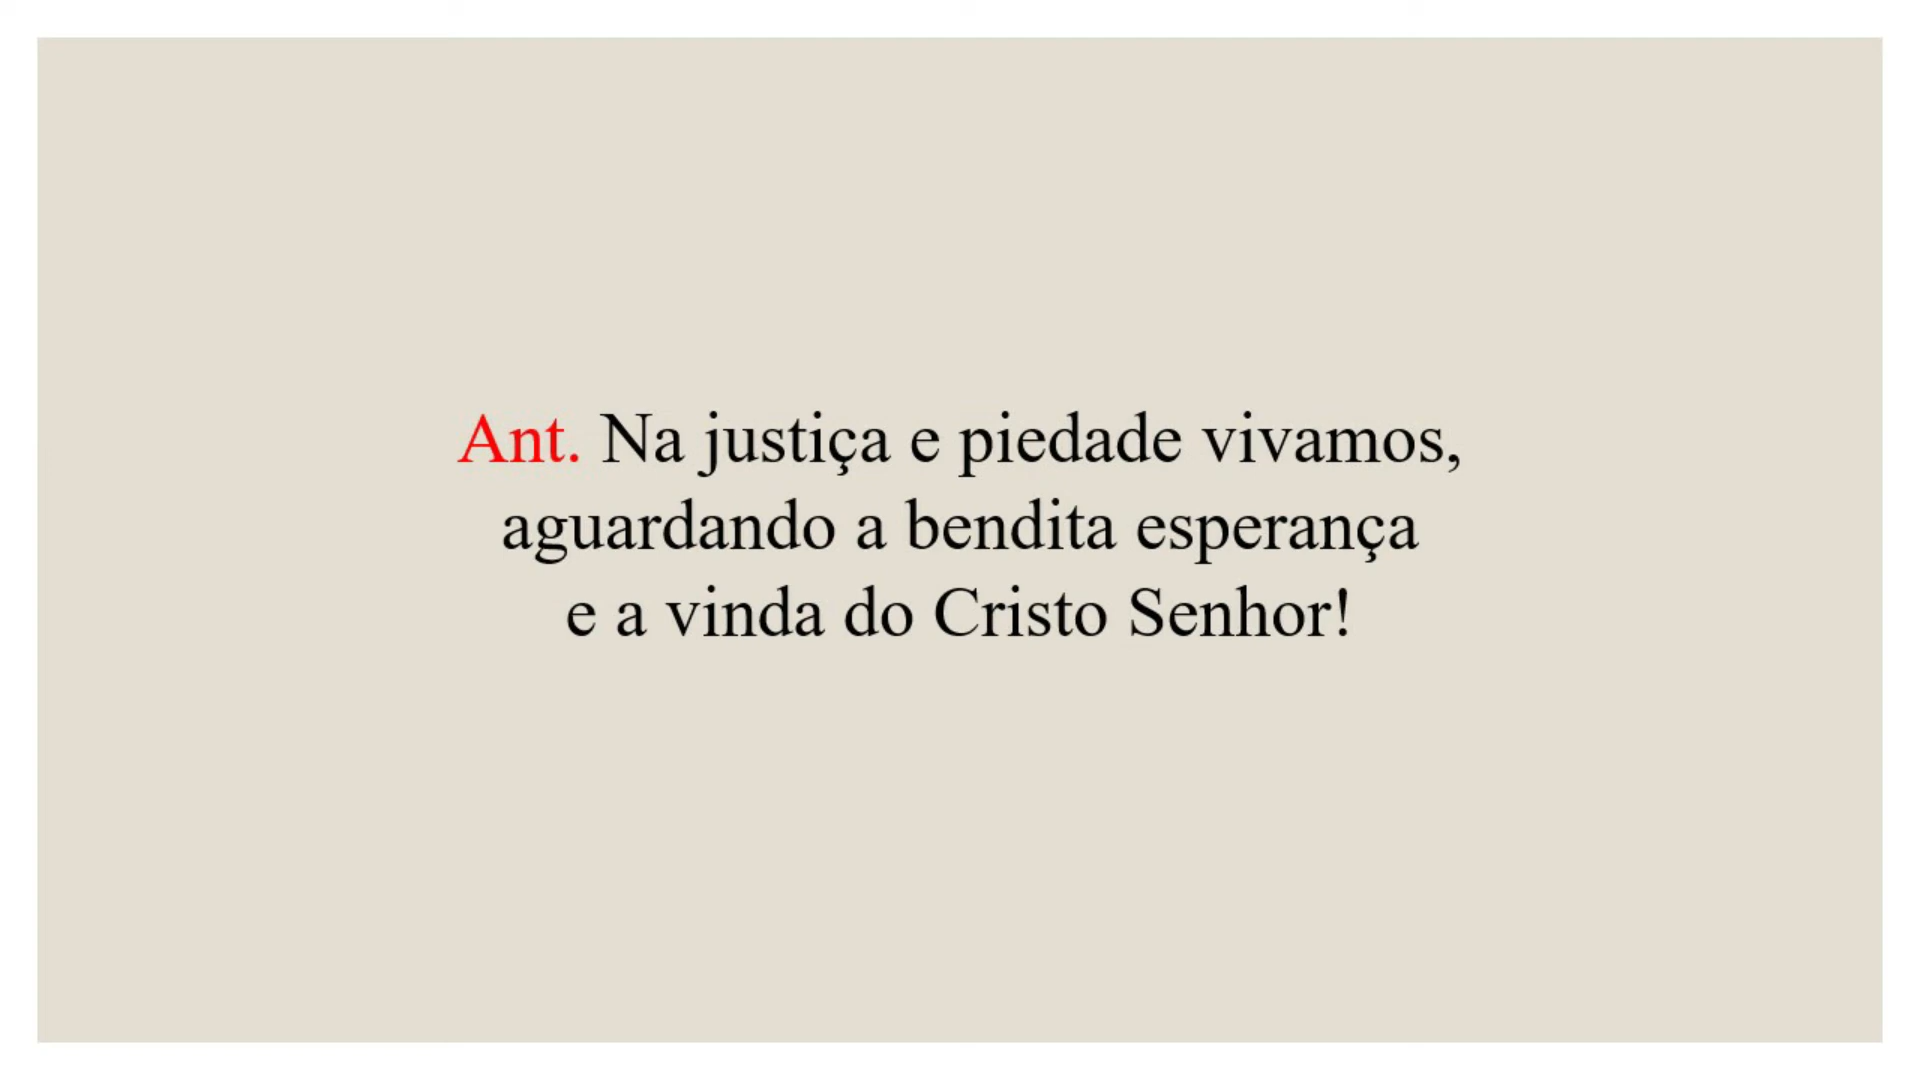 Ant. Na justiça e piedade vivamos,
aguardando a bendita esperança
e a vinda do Cristo Senhor!